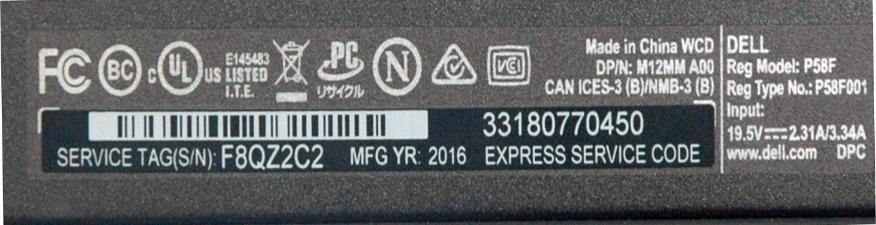 FC
BC
c UL us
E145483
LISTED
I.T.E.
PC
リサイクル
N
VCI
Made in China WCD
DP/N: M12MM A00
CAN ICES-3 (B)/NMB-3 (B)
DELL
Reg Model: P58F
Reg Type No.: P58F001
Input:
19.5V⎓2.31A/3.34A
www.dell.com DPC
33180770450
SERVICE TAG(S/N): F8QZ2C2 MFG YR: 2016 EXPRESS SERVICE CODE